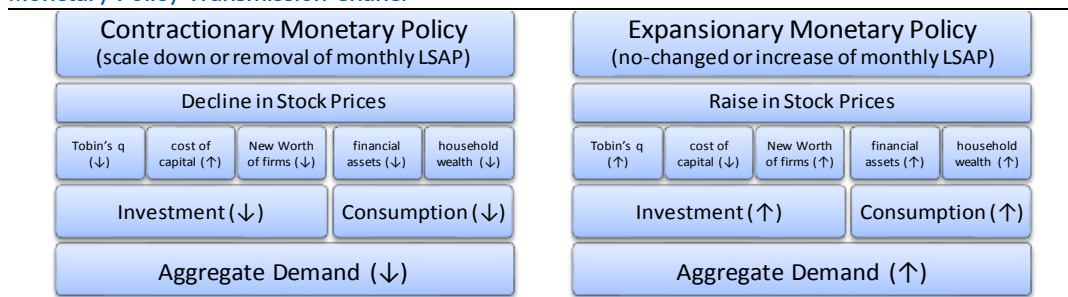 Monetary Policy Transmission Chanel
Contractionary Monetary Policy
(scale down or removal of monthly LSAP)
Decline in Stock Prices
Tobin's q
(↓)
cost of
capital (↑)
New Worth
of firms (↓)
financial
assets (↓)
household
wealth (↓)
Investment (↓)
Consumption (↓)
Aggregate Demand (↓)
Expansionary Monetary Policy
(no-changed or increase of monthly LSAP)
Raise in Stock Prices
Tobin's q
(↑)
cost of
capital (↓)
New Worth
of firms (↑)
financial
assets (↑)
household
wealth (↑)
Investment (↑)
Consumption (↑)
Aggregate Demand (↑)